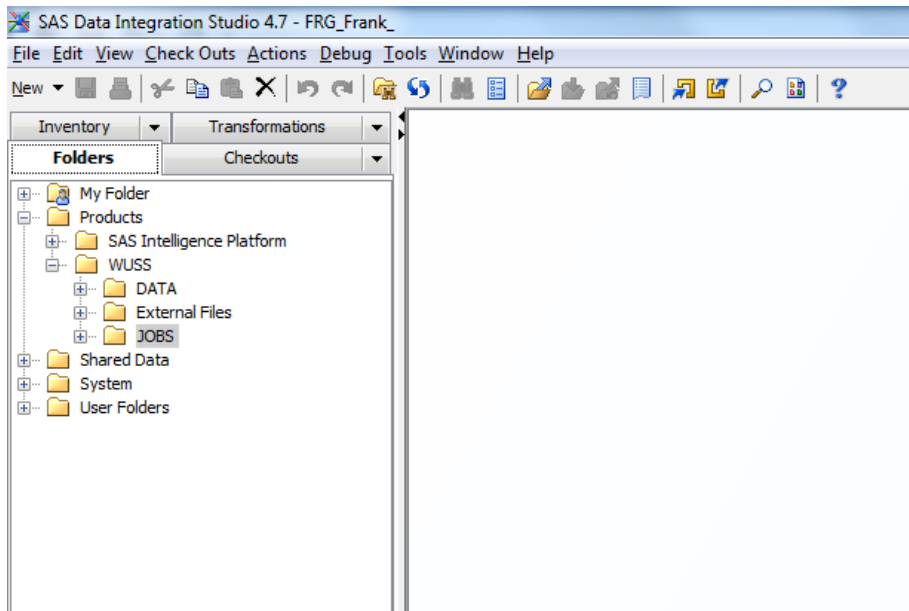 SAS Data Integration Studio 4.7 - FRG_Frank_
File Edit View Check Outs Actions Debug Tools Window Help
New
Inventory Transformations
Folders Checkouts
My Folder
Products
SAS Intelligence Platform
WUSS
DATA
External Files
JOBS
Shared Data
System
User Folders